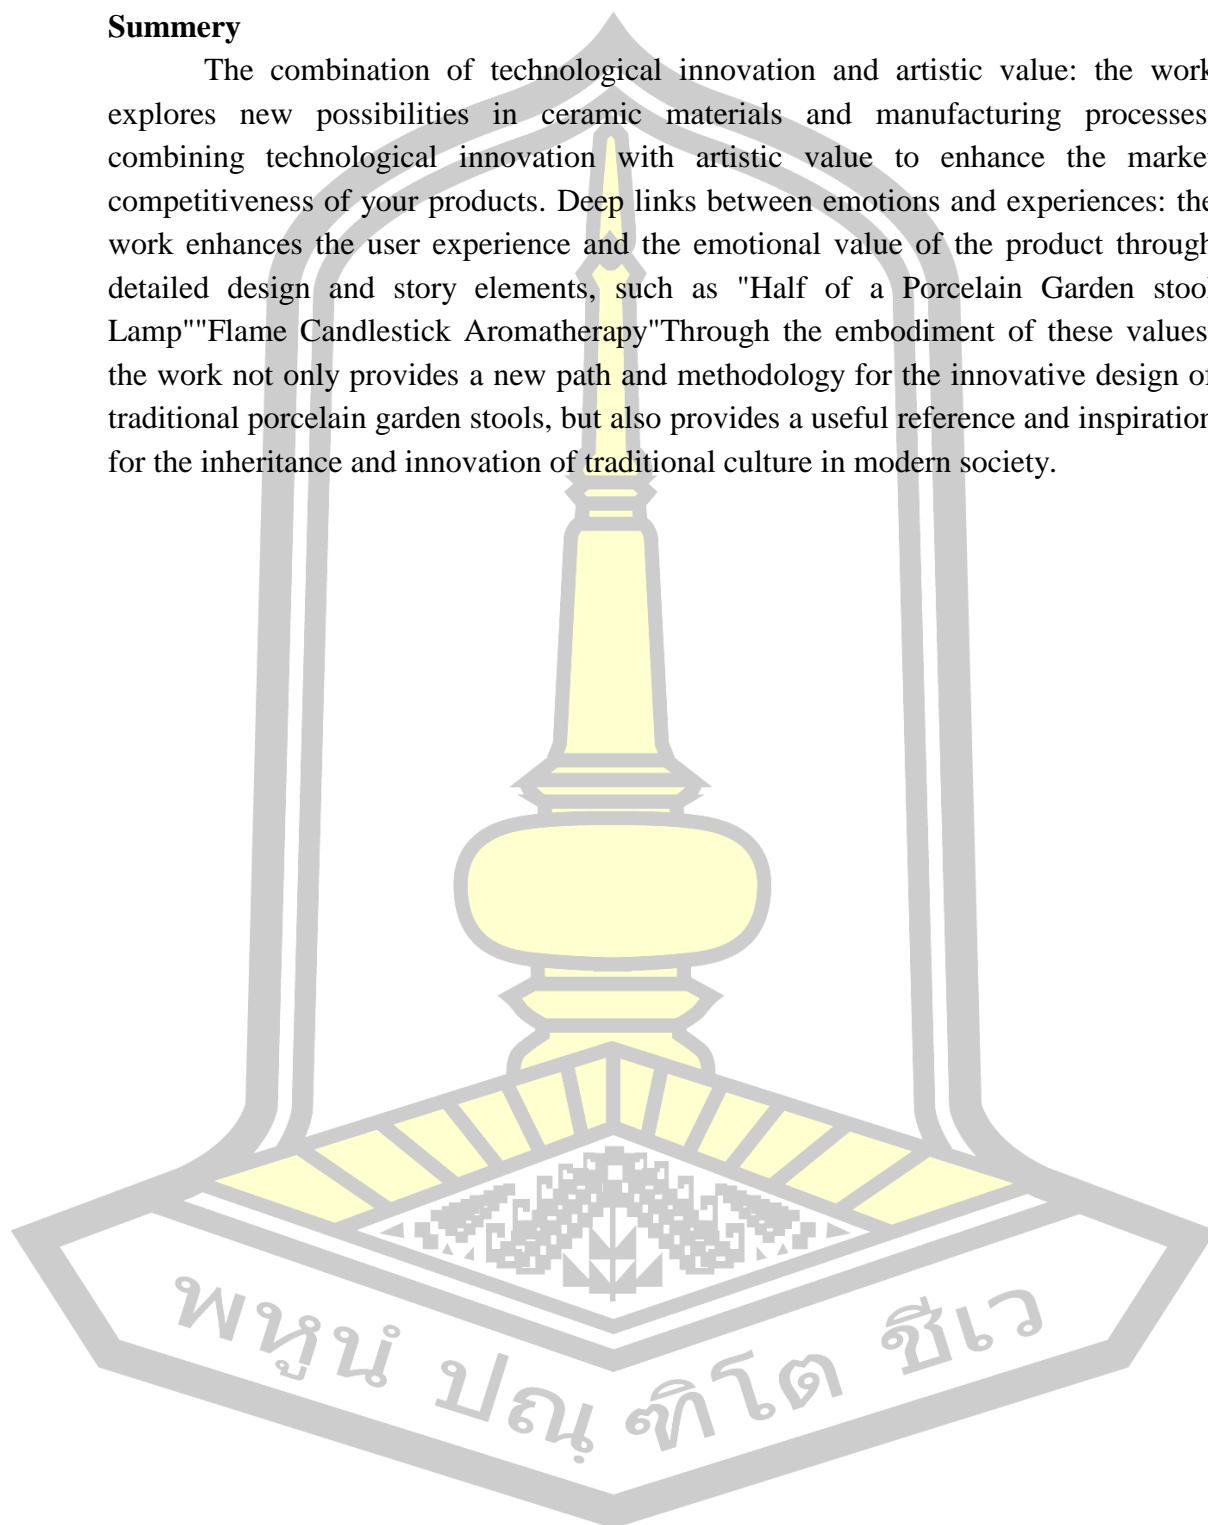 Summery
The combination of technological innovation and artistic value: the work
explores new possibilities in ceramic materials and manufacturing processes
combining technological innovation with artistic value to enhance the market
competitiveness of your products. Deep links between emotions and experiences: the
work enhances the user experience and the emotional value of the product through
detailed design and story elements, such as "Half of a Porcelain Garden stool
Lamp""Flame Candlestick Aromatherapy"Through the embodiment of these values
the work not only provides a new path and methodology for the innovative design of
traditional porcelain garden stools, but also provides a useful reference and inspiration
for the inheritance and innovation of traditional culture in modern society.
พหูนํ ปณฺฑิโต ชีเว